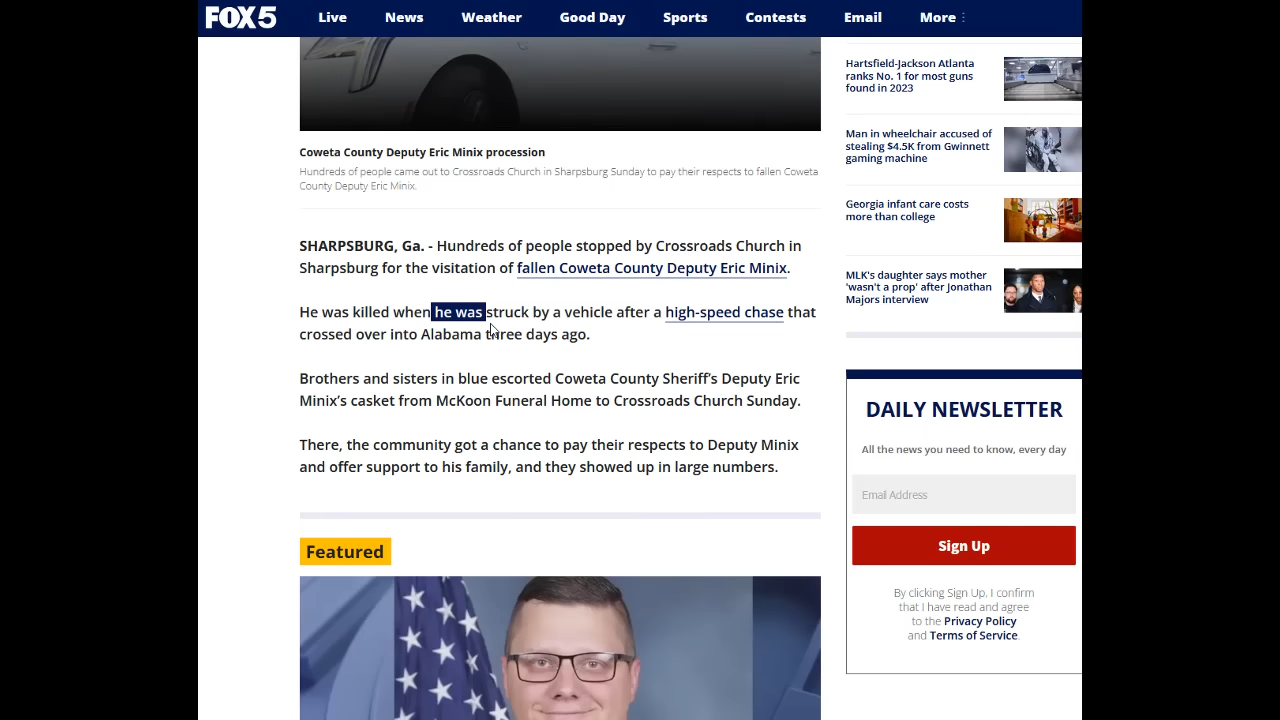 FOX 5
Live News Weather Good Day Sports Contests Email More
Coweta County Deputy Eric Minix procession
Hundreds of people came out to Crossroads Church in Sharpsburg Sunday to pay their respects to fallen Coweta
County Deputy Eric Minix.
SHARPSBURG, Ga. - Hundreds of people stopped by Crossroads Church in
Sharpsburg for the visitation of fallen Coweta County Deputy Eric Minix.
He was killed when he was struck by a vehicle after a high-speed chase that
crossed over into Alabama three days ago.
Brothers and sisters in blue escorted Coweta County Sheriff’s Deputy Eric
Minix’s casket from McKoon Funeral Home to Crossroads Church Sunday.
There, the community got a chance to pay their respects to Deputy Minix
and offer support to his family, and they showed up in large numbers.
Featured
Hartsfield-Jackson Atlanta
ranks No. 1 for most guns
found in 2023
Man in wheelchair accused of
stealing $4.5K from Gwinnett
gaming machine
Georgia infant care costs
more than college
MLK's daughter says mother
'wasn't a prop' after Jonathan
Majors interview
DAILY NEWSLETTER
All the news you need to know, every day
Email Address
Sign Up
By clicking Sign Up, I confirm
that I have read and agree
to the Privacy Policy
and Terms of Service.